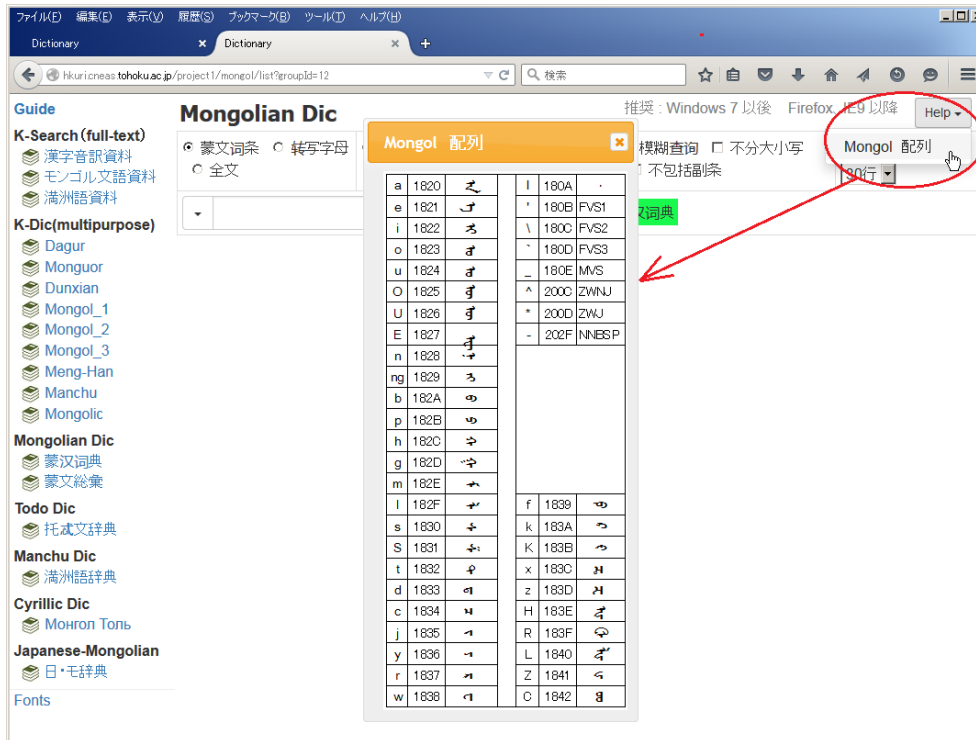 ファイル(F) 編集(E) 表示(V) 履歴(S) ブックマーク(B) ツール(T) ヘルプ(H)
Dictionary × Dictionary × +
hkuri.cneas.tohoku.ac.jp/project1/mongol/list?groupId=12
検索
Guide
K-Search (full-text)
漢字音訳資料
モンゴル文語資料
満洲語資料
K-Dic(multipurpose)
Dagur
Monguor
Dunxian
Mongol_1
Mongol_2
Mongol_3
Meng-Han
Manchu
Mongolic
Mongolian Dic
蒙汉词典
蒙文総彙
Todo Dic
托忒文辞典
Manchu Dic
満洲語辞典
Cyrillic Dic
Монгол Толь
Japanese-Mongolian
日・モ辞典
Fonts
Mongolian Dic
推奨 : Windows 7 以後 Firefox, IE9 以降
Help
Mongol 配列
蒙文词条 转写字母
全文
模糊查询 不分大小写
不包括副条
30行
汉词典
Mongol 配列 ×
a 1820
e 1821
i 1822
o 1823
u 1824
O 1825
U 1826
E 1827
n 1828
ng 1829
b 182A
p 182B
h 182C
g 182D
m 182E
l 182F
s 1830
S 1831
t 1832
d 1833
c 1834
j 1835
y 1836
r 1837
w 1838
| 180A
' 180B FVS1
\ 180C FVS2
` 180D FVS3
_ 180E MVS
^ 200C ZWNJ
* 200D ZWJ
- 202F NNBSP
f 1839
k 183A
K 183B
x 183C
z 183D
H 183E
R 183F
L 1840
Z 1841
C 1842